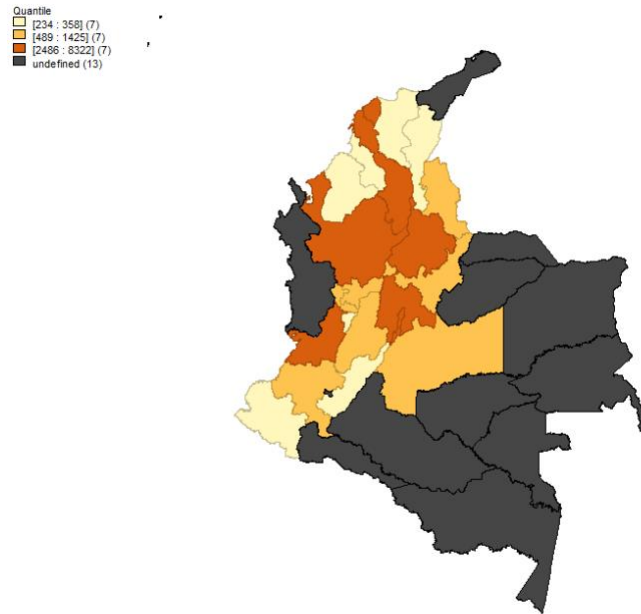 Quantile
[234 : 358] (7)
[489 : 1425] (7)
[2486 : 8322] (7)
undefined (13)